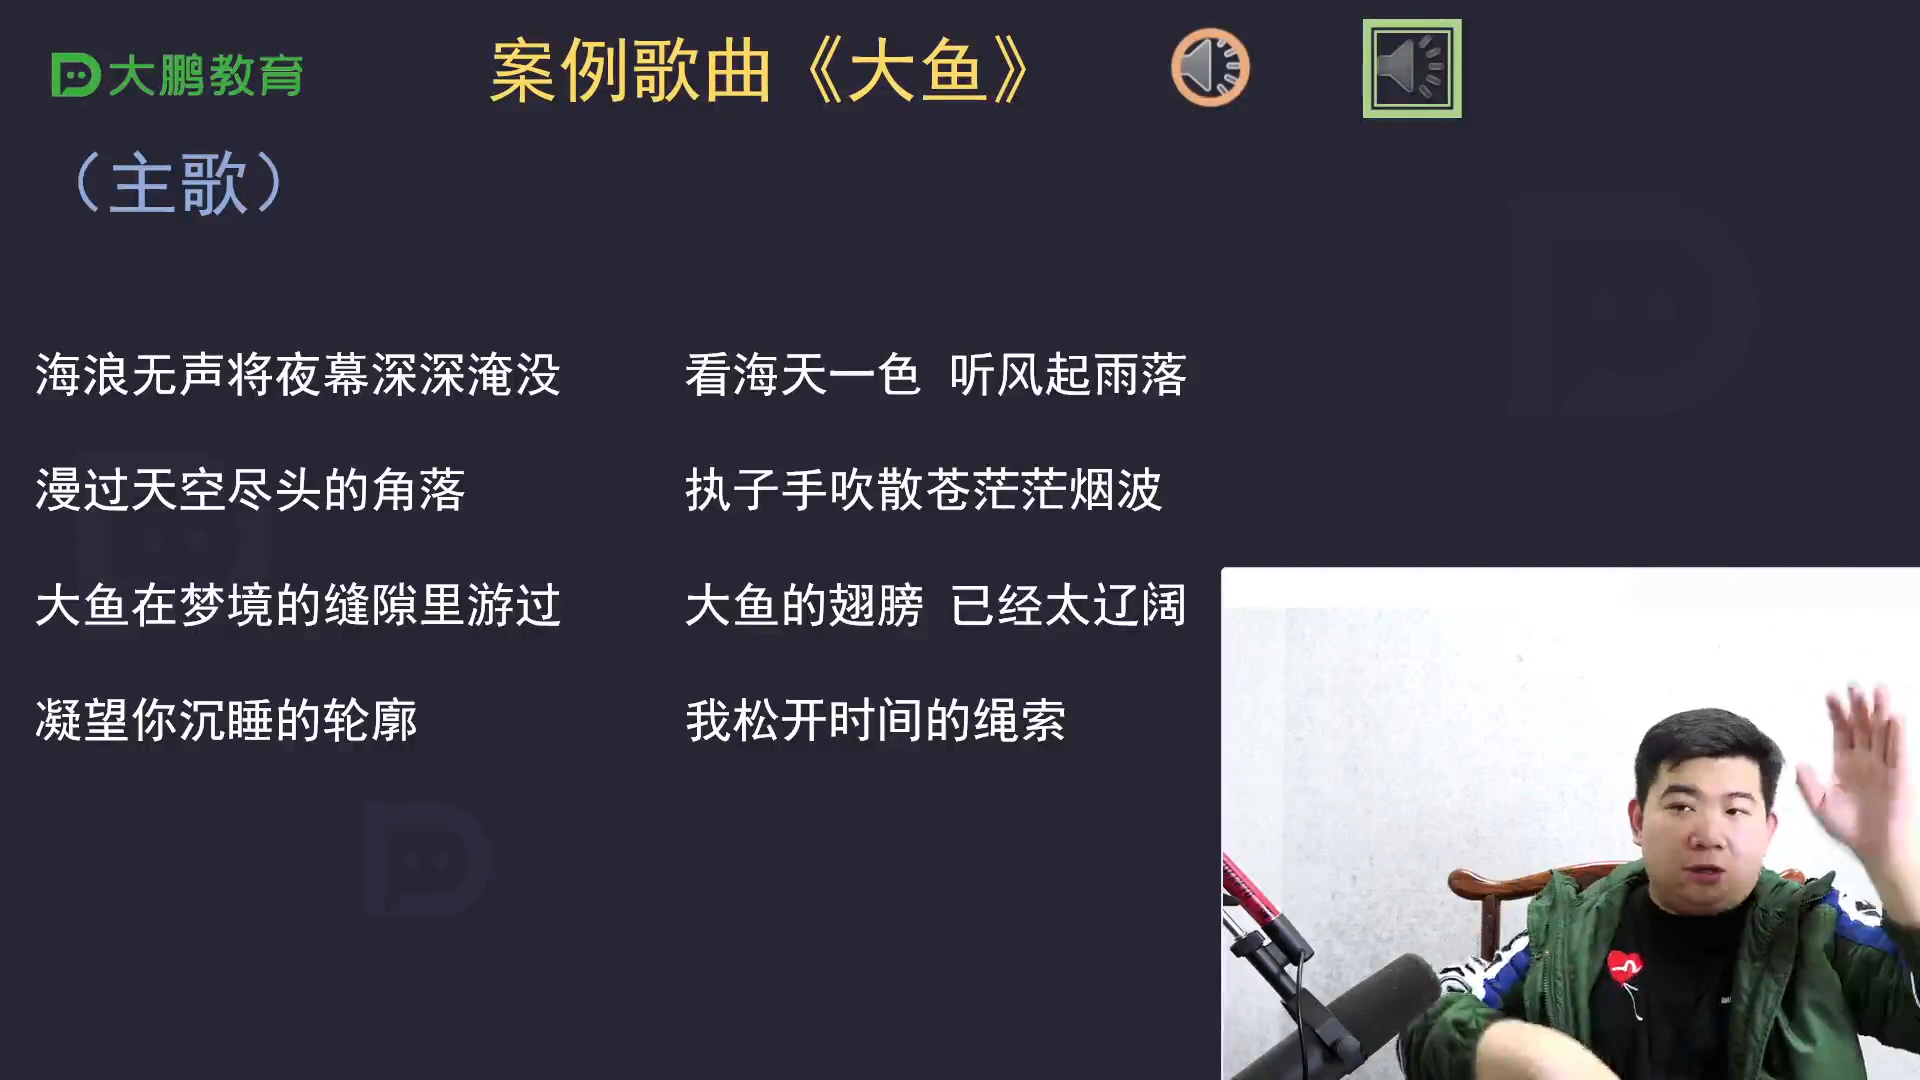 大鹏教育
案例歌曲《大鱼》
（主歌）
海浪无声将夜幕深深淹没
漫过天空尽头的角落
大鱼在梦境的缝隙里游过
凝望你沉睡的轮廓
看海天一色 听风起雨落
执子手吹散苍茫茫烟波
大鱼的翅膀 已经太辽阔
我松开时间的绳索